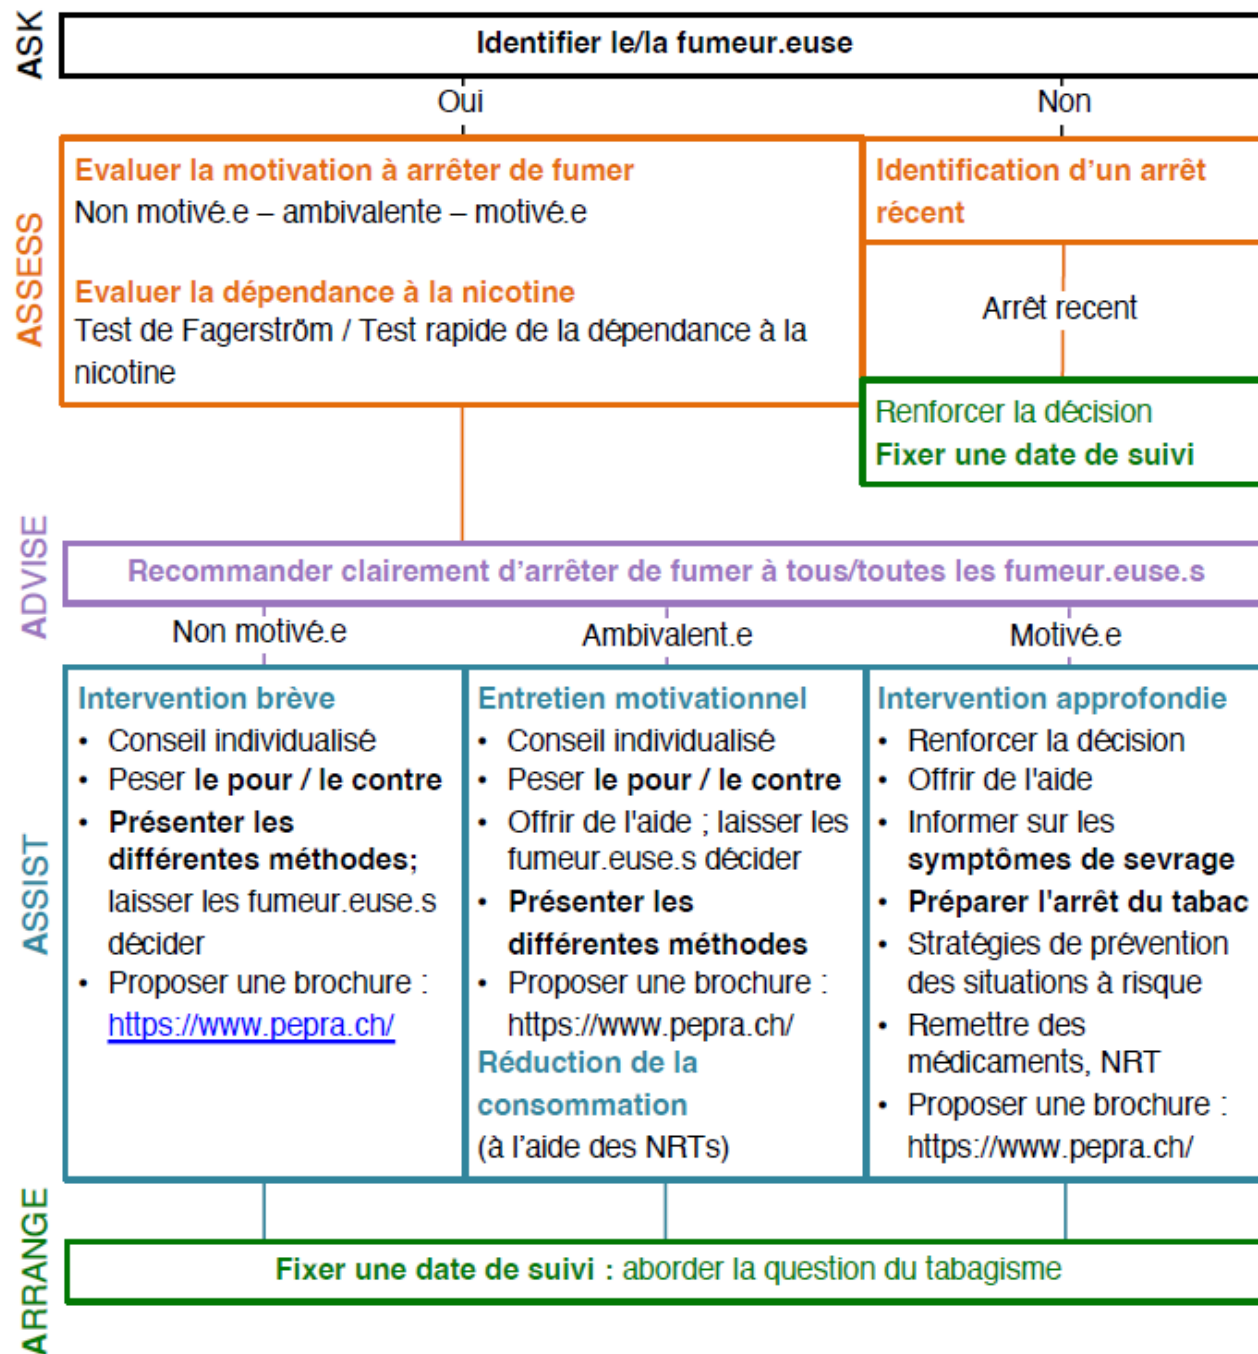 ASK
Identifier le/la fumeur.euse
Oui
Non
ASSESS
Evaluer la motivation à arrêter de fumer
Non motivé.e – ambivalente – motivé.e
Evaluer la dépendance à la nicotine
Test de Fagerström / Test rapide de la dépendance à la
nicotine
Identification d’un arrêt
récent
Arrêt recent
Renforcer la décision
Fixer une date de suivi
ADVISE
Recommander clairement d’arrêter de fumer à tous/toutes les fumeur.euse.s
Non motivé.e
Ambivalent.e
Motivé.e
ASSIST
Intervention brève
• Conseil individualisé
• Peser le pour / le contre
• Présenter les
différentes méthodes;
laisser les fumeur.euse.s
décider
• Proposer une brochure :
https://www.pepra.ch/
Entretien motivationnel
• Conseil individualisé
• Peser le pour / le contre
• Offrir de l'aide ; laisser les
fumeur.euse.s décider
• Présenter les
différentes méthodes
• Proposer une brochure :
https://www.pepra.ch/
Réduction de la
consommation
(à l’aide des NRTs)
Intervention approfondie
• Renforcer la décision
• Offrir de l'aide
• Informer sur les
symptômes de sevrage
• Préparer l'arrêt du tabac
• Stratégies de prévention
des situations à risque
• Remettre des
médicaments, NRT
• Proposer une brochure :
https://www.pepra.ch/
ARRANGE
Fixer une date de suivi : aborder la question du tabagisme